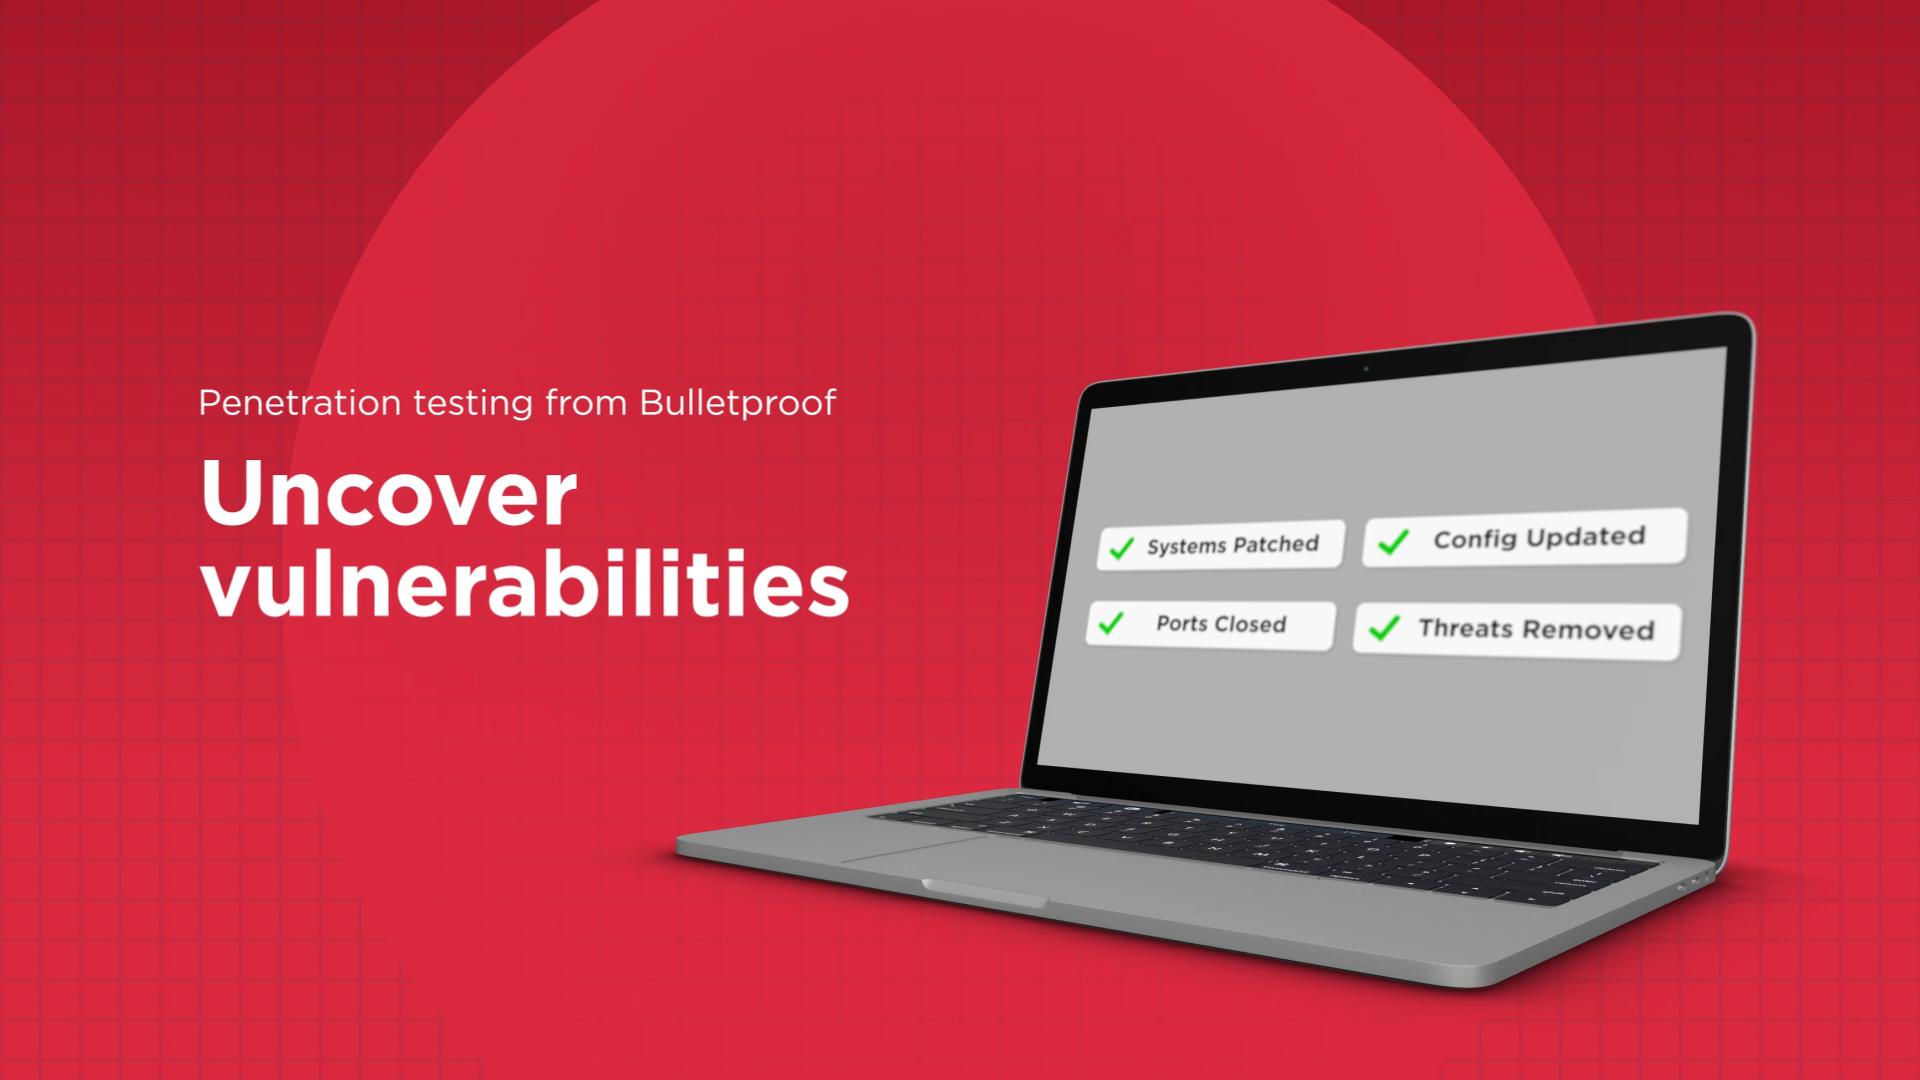 Penetration testing from Bulletproof
Uncover
vulnerabilities
Systems Patched
Config Updated
Ports Closed
Threats Removed